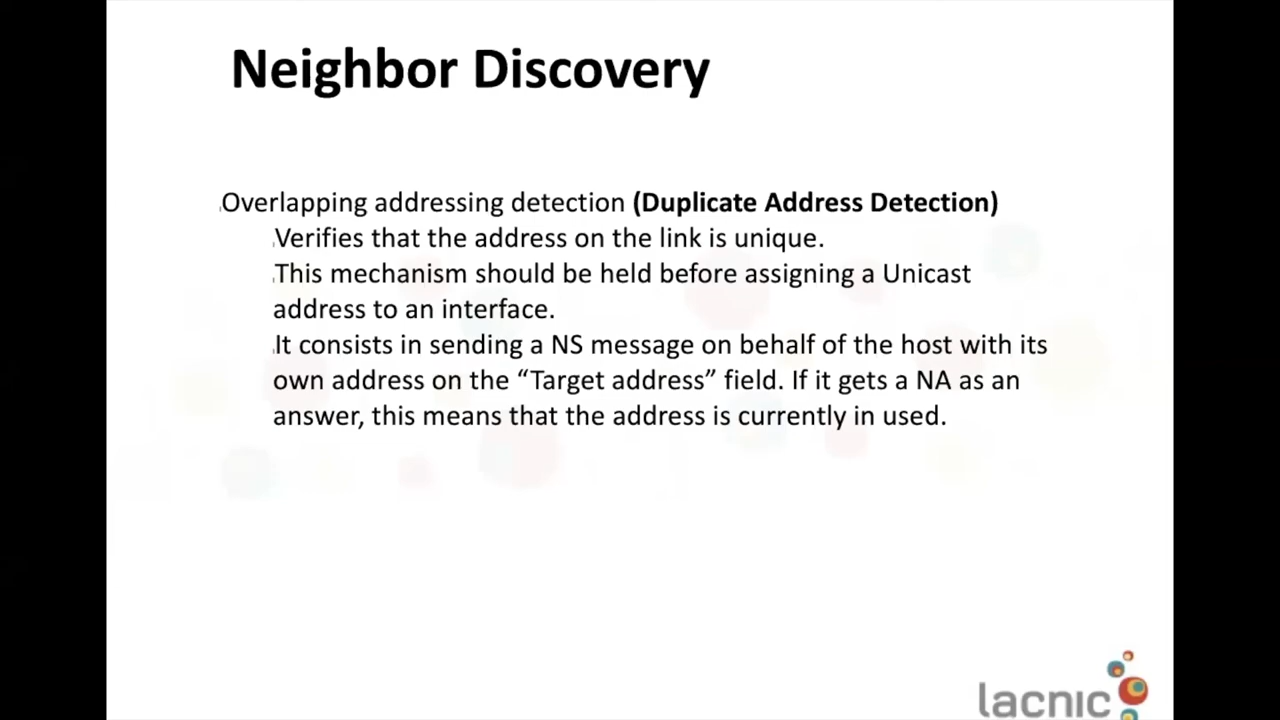 Neighbor Discovery
Overlapping addressing detection (Duplicate Address Detection)
Verifies that the address on the link is unique.
This mechanism should be held before assigning a Unicast
address to an interface.
It consists in sending a NS message on behalf of the host with its
own address on the “Target address” field. If it gets a NA as an
answer, this means that the address is currently in used.
lacnic